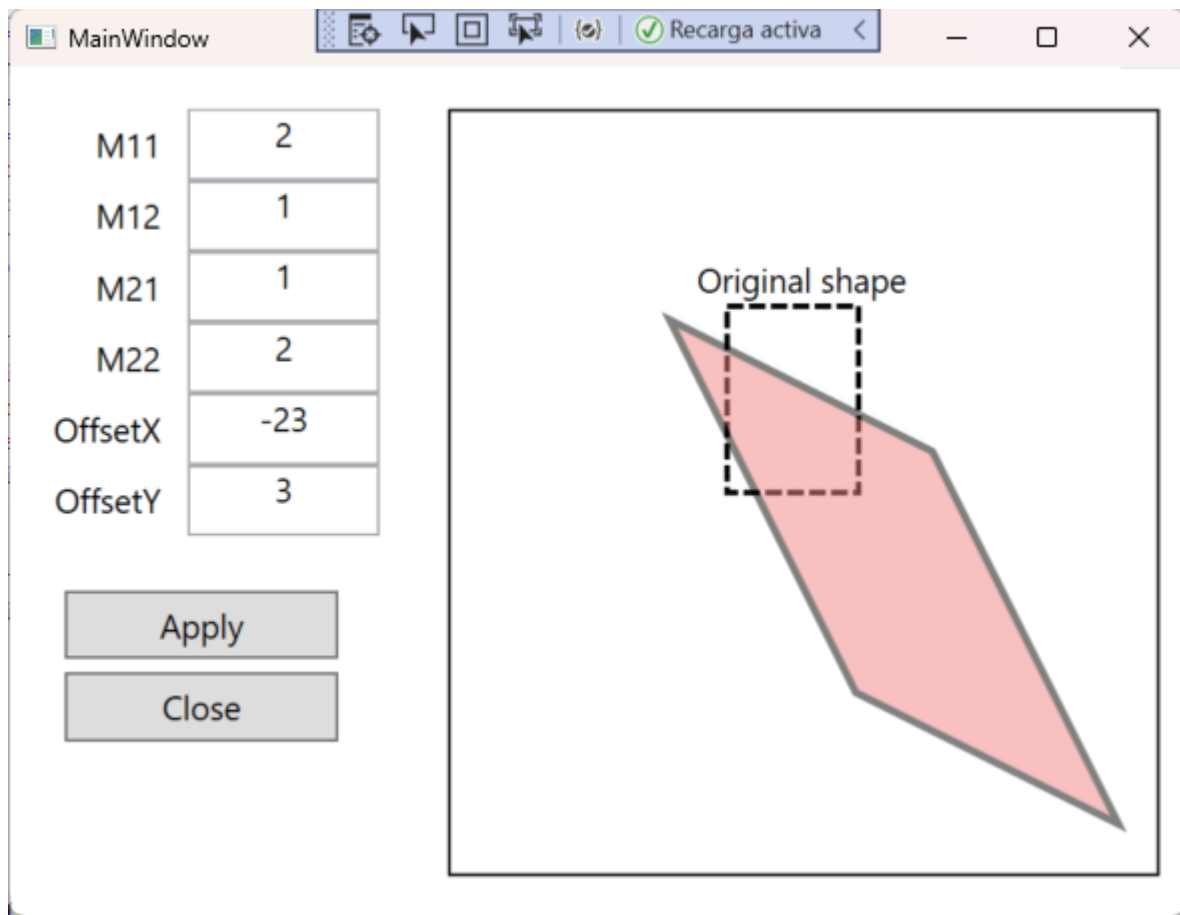 MainWindow
Recarga activa
M11
2
M12
1
M21
1
M22
2
OffsetX
-23
OffsetY
3
Apply
Close
Original shape